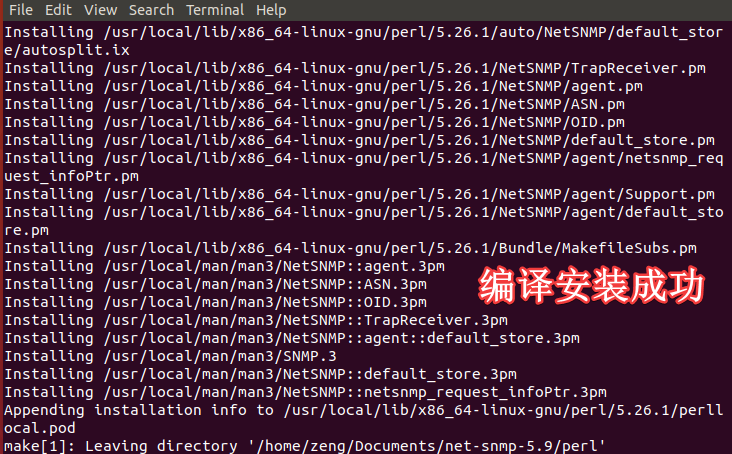 File Edit View Search Terminal Help
Installing /usr/local/lib/x86_64-linux-gnu/perl/5.26.1/auto/NetSNMP/default_stor
e/autosplit.ix
Installing /usr/local/lib/x86_64-linux-gnu/perl/5.26.1/NetSNMP/TrapReceiver.pm
Installing /usr/local/lib/x86_64-linux-gnu/perl/5.26.1/NetSNMP/agent.pm
Installing /usr/local/lib/x86_64-linux-gnu/perl/5.26.1/NetSNMP/ASN.pm
Installing /usr/local/lib/x86_64-linux-gnu/perl/5.26.1/NetSNMP/OID.pm
Installing /usr/local/lib/x86_64-linux-gnu/perl/5.26.1/NetSNMP/default_store.pm
Installing /usr/local/lib/x86_64-linux-gnu/perl/5.26.1/NetSNMP/agent/netsnmp_req
uest_infoPtr.pm
Installing /usr/local/lib/x86_64-linux-gnu/perl/5.26.1/NetSNMP/agent/Support.pm
Installing /usr/local/lib/x86_64-linux-gnu/perl/5.26.1/NetSNMP/agent/default_sto
re.pm
Installing /usr/local/lib/x86_64-linux-gnu/perl/5.26.1/Bundle/MakefileSubs.pm
Installing /usr/local/man/man3/NetSNMP::agent.3pm
Installing /usr/local/man/man3/NetSNMP::ASN.3pm
编译安装成功
Installing /usr/local/man/man3/NetSNMP::OID.3pm
Installing /usr/local/man/man3/NetSNMP::TrapReceiver.3pm
Installing /usr/local/man/man3/NetSNMP::agent::default_store.3pm
Installing /usr/local/man/man3/SNMP.3
Installing /usr/local/man/man3/NetSNMP::default_store.3pm
Installing /usr/local/man/man3/NetSNMP::netsnmp_request_infoPtr.3pm
Appending installation info to /usr/local/lib/x86_64-linux-gnu/perl/5.26.1/perll
ocal.pod
make[1]: Leaving directory '/home/zeng/Documents/net-snmp-5.9/perl'